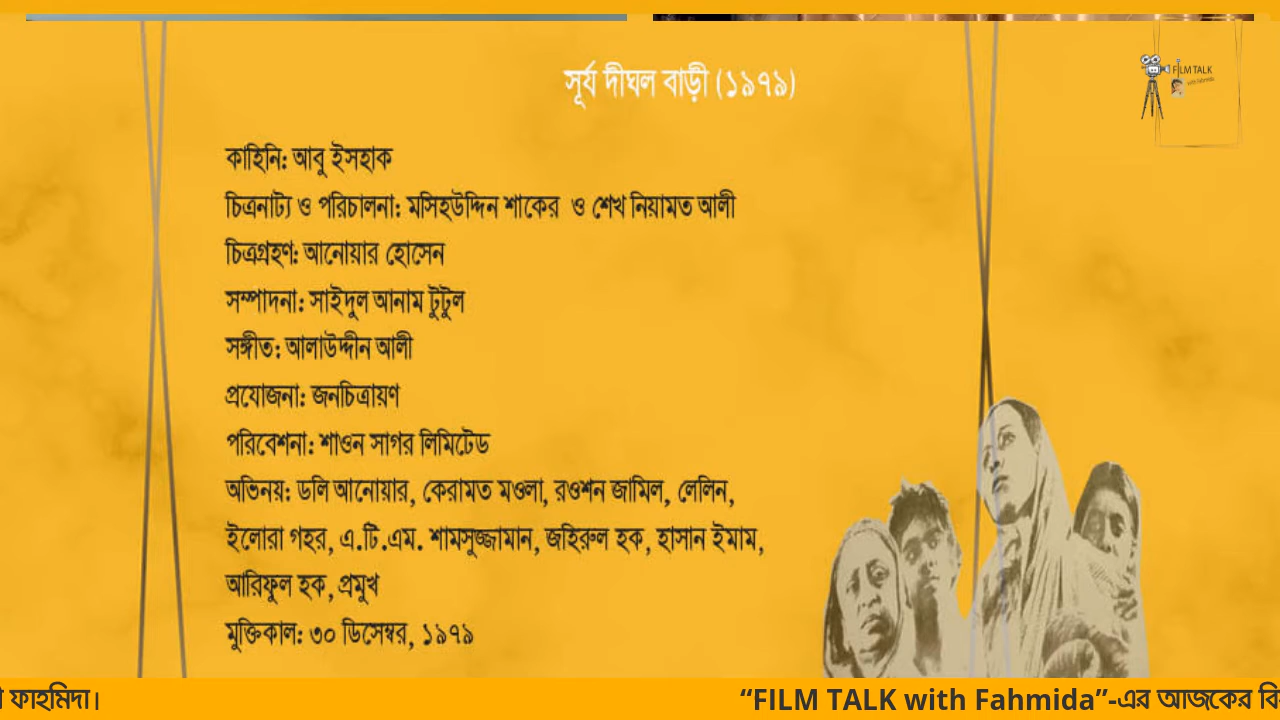 সূর্য দীঘল বাড়ী (১৯৭৯)
FILM TALK
with Fahmida
কাহিনি: আবু ইসহাক
চিত্রনাট্য ও পরিচালনা: মসিহউদ্দিন শাকের ও শেখ নিয়ামত আলী
চিত্রগ্রহণ: আনোয়ার হোসেন
সম্পাদনা: সাইদুল আনাম টুটুল
সঙ্গীত: আলাউদ্দীন আলী
প্রযোজনা: জনচিত্রায়ণ
পরিবেশনা: শাওন সাগর লিমিটেড
অভিনয়: ডলি আনোয়ার, কেরামত মওলা, রওশন জামিল, লেলিন,
ইলোরা গহর, এ.টি.এম. শামসুজ্জামান, জহিরুল হক, হাসান ইমাম,
আরিফুল হক, প্রমুখ
মুক্তিকাল: ৩০ ডিসেম্বর, ১৯৭৯
ফাহমিদা। “FILM TALK with Fahmida”-এর আজকের